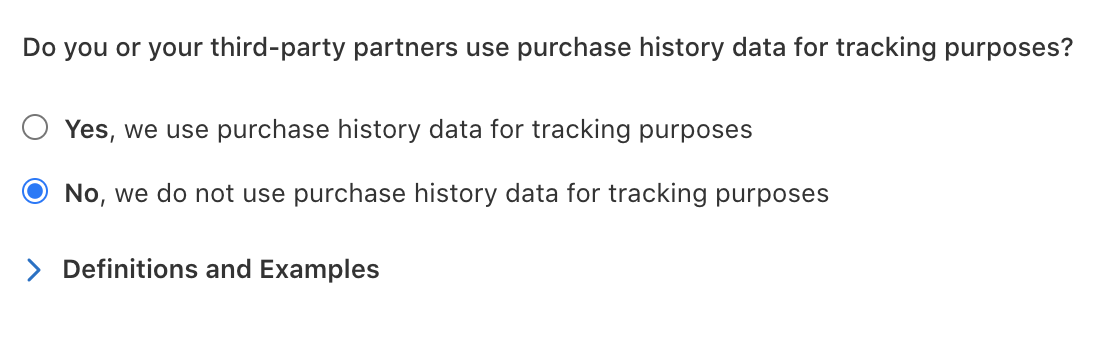 Do you or your third-party partners use purchase history data for tracking purposes?
Yes, we use purchase history data for tracking purposes
No, we do not use purchase history data for tracking purposes
Definitions and Examples